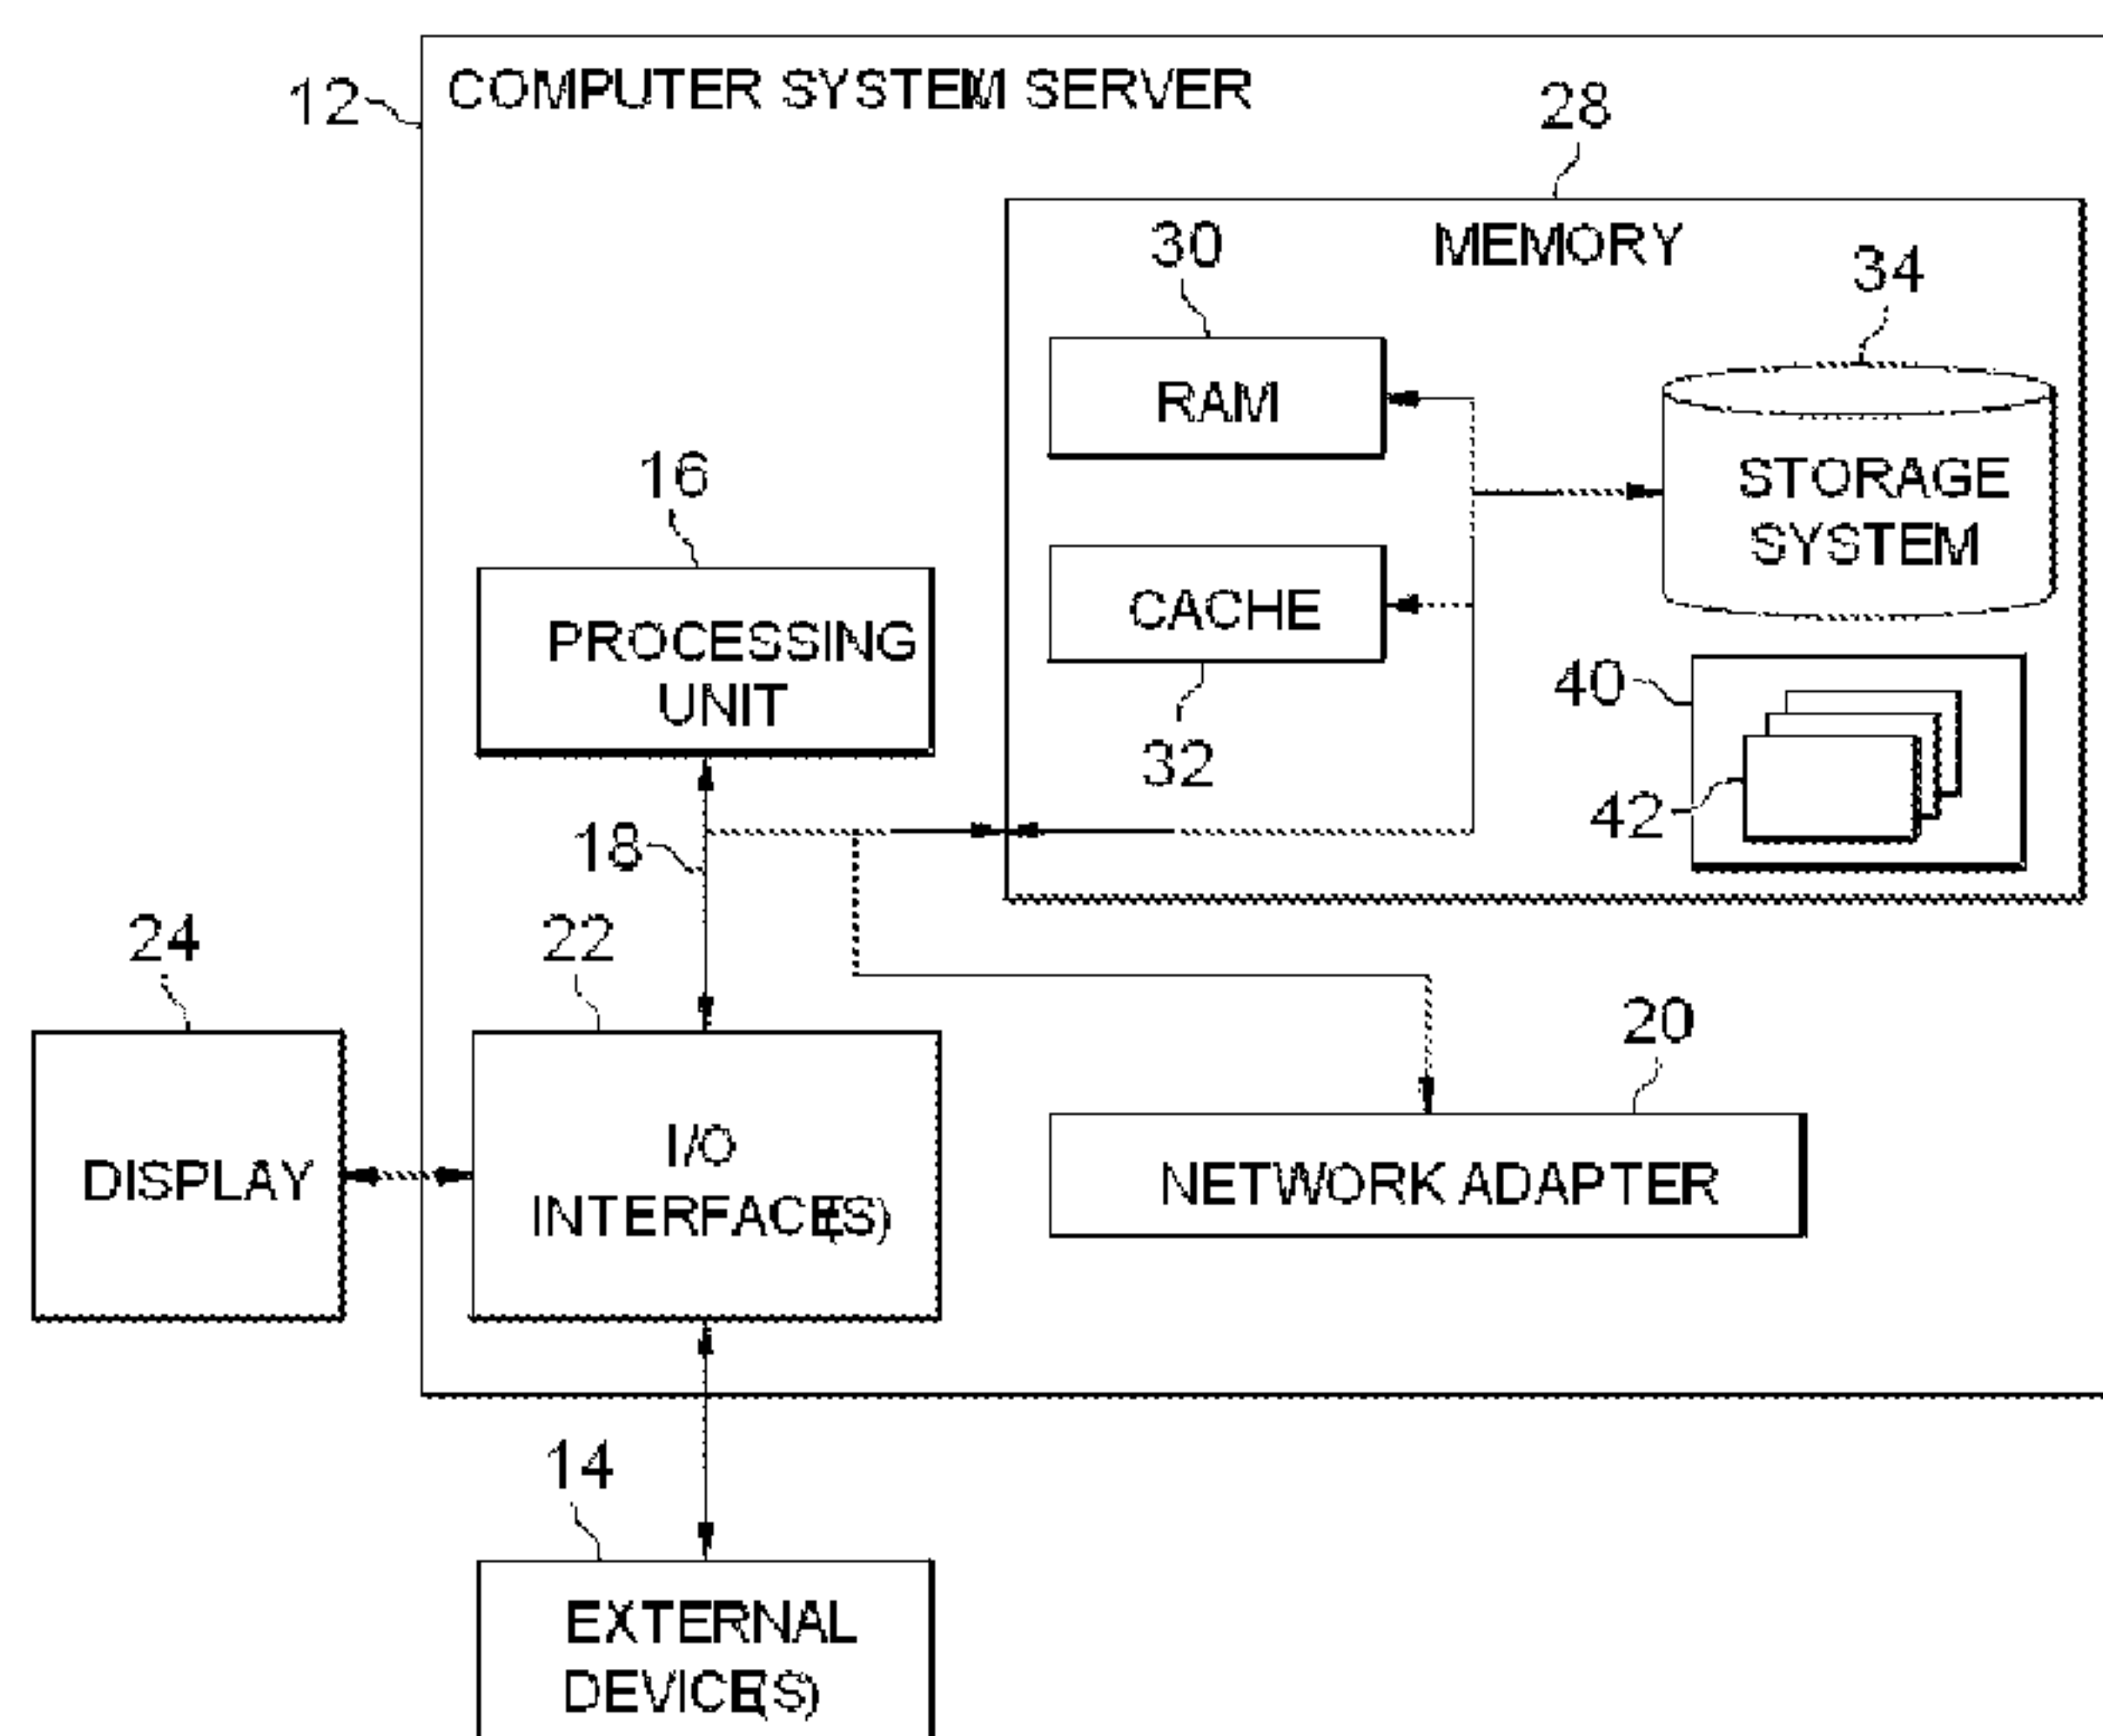 12
COMPUTER SYSTEM SERVER
28
MEMORY
30
34
RAM
STORAGE
SYSTEM
16
PROCESSING
UNIT
CACHE
32
40
42
18
24
22
20
DISPLAY
I/O
INTERFACE(S)
NETWORK ADAPTER
14
EXTERNAL
DEVICE(S)